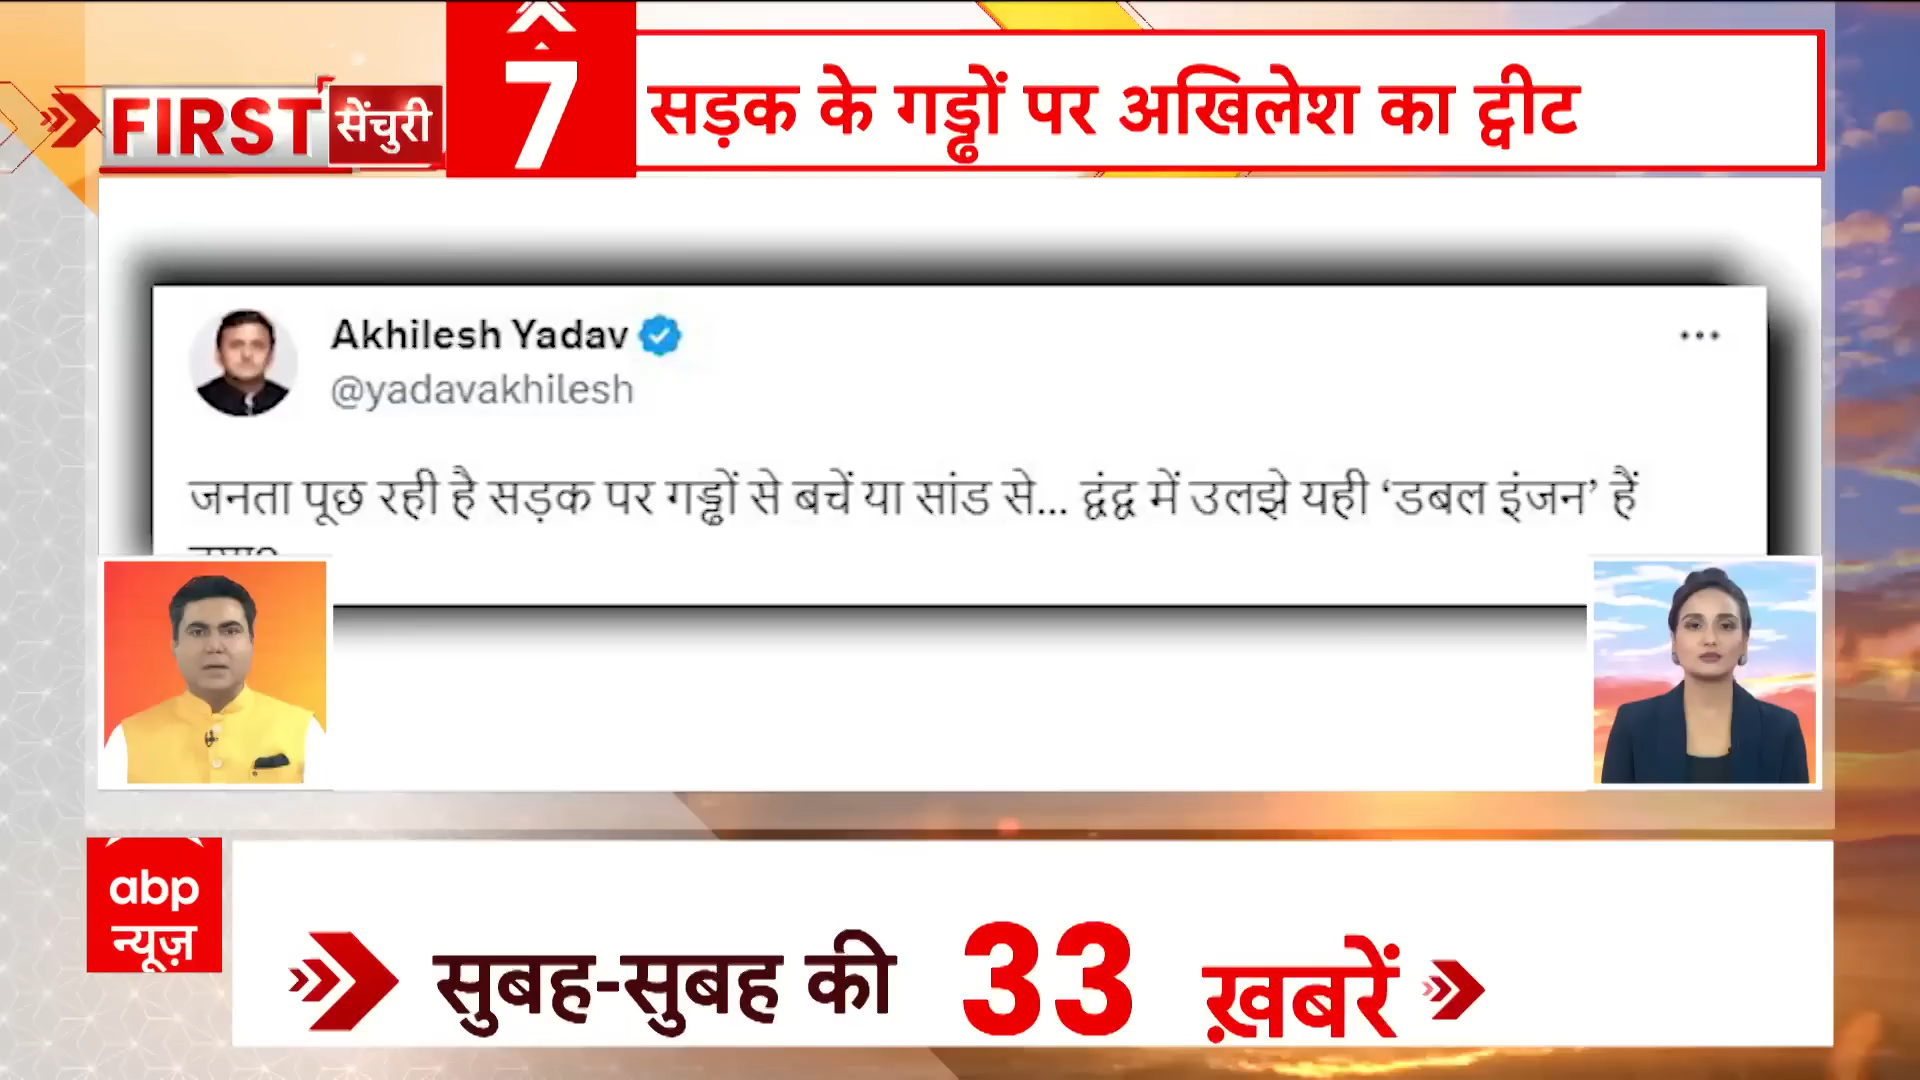 FIRST
सेंचुरी
7
सड़क के गड्ढों पर अखिलेश का ट्वीट
Akhilesh Yadav
@yadavakhilesh
जनता पूछ रही है सड़क पर गड्ढों से बचें या सांड से... द्वंद्व में उलझे यही ‘डबल इंजन’ हैं
abp
न्यूज़
सुबह-सुबह की 33 ख़बरें